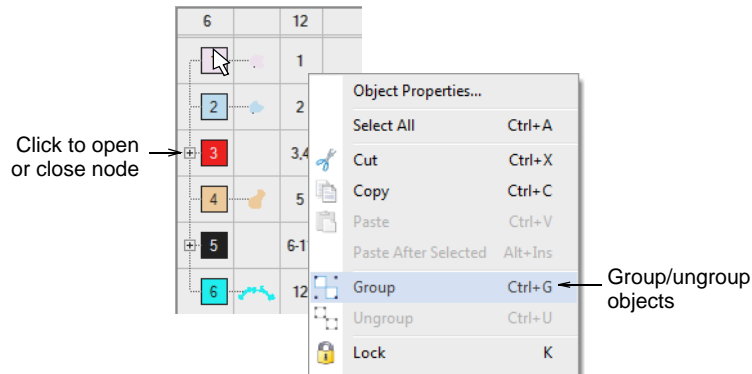 6 12
1 1
2 2
Click to open
or close node
3 3,4
4 5
5 6-1
6 12
Object Properties...
Select All Ctrl+A
Cut Ctrl+X
Copy Ctrl+C
Paste Ctrl+V
Paste After Selected Alt+Ins
Group Ctrl+G
Ungroup Ctrl+U
Lock K
Group/ungroup
objects